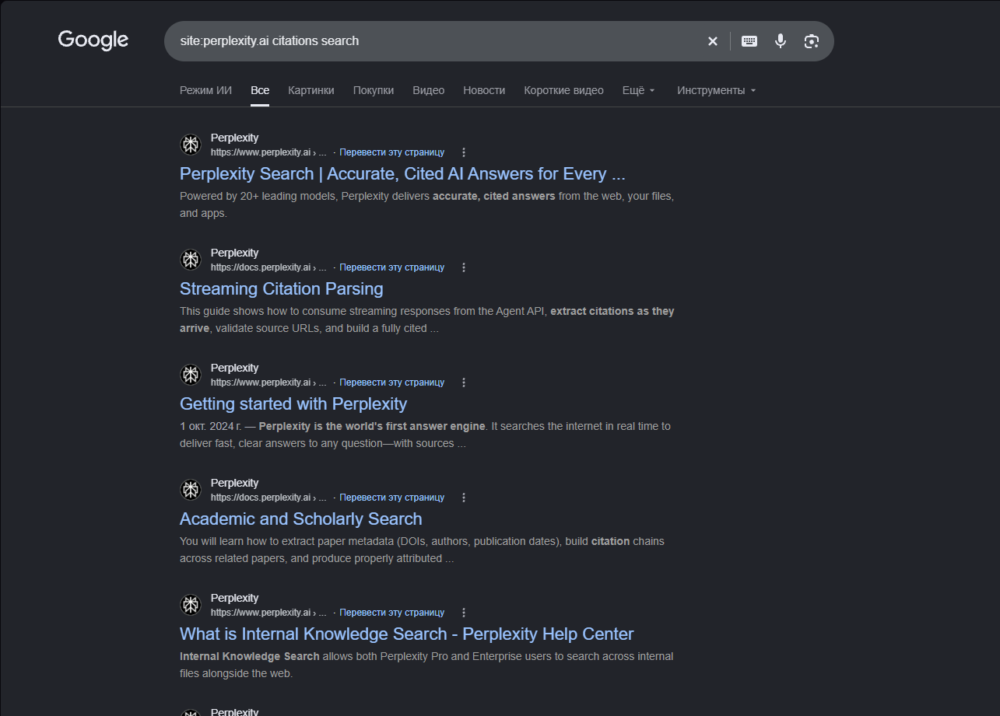 Google
site:perplexity.ai citations search
Режим ИИ Все Картинки Покупки Видео Новости Короткие видео Ещё Инструменты
Perplexity
https://www.perplexity.ai › ... · Перевести эту страницу
Perplexity Search | Accurate, Cited AI Answers for Every ...
Powered by 20+ leading models, Perplexity delivers accurate, cited answers from the web, your files,
and apps.
Perplexity
https://docs.perplexity.ai › ... · Перевести эту страницу
Streaming Citation Parsing
This guide shows how to consume streaming responses from the Agent API, extract citations as they
arrive, validate source URLs, and build a fully cited ...
Perplexity
https://www.perplexity.ai › ... · Перевести эту страницу
Getting started with Perplexity
1 окт. 2024 г. — Perplexity is the world's first answer engine. It searches the internet in real time to
deliver fast, clear answers to any question—with sources ...
Perplexity
https://docs.perplexity.ai › ... · Перевести эту страницу
Academic and Scholarly Search
You will learn how to extract paper metadata (DOIs, authors, publication dates), build citation chains
across related papers, and produce properly attributed ...
Perplexity
https://www.perplexity.ai › ... · Перевести эту страницу
What is Internal Knowledge Search - Perplexity Help Center
Internal Knowledge Search allows both Perplexity Pro and Enterprise users to search across internal
files alongside the web.
Perplexity